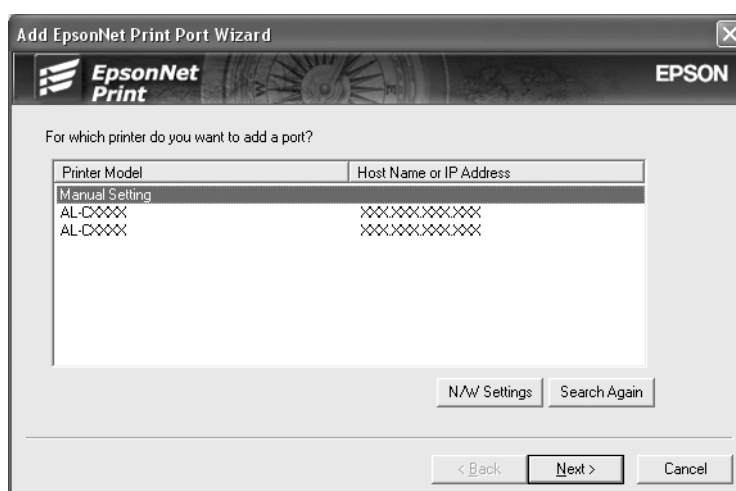 Add EpsonNet Print Port Wizard
EpsonNet
Print
EPSON
For which printer do you want to add a port?
Printer Model Host Name or IP Address
Manual Setting
AL-CXXXX XXX.XXX.XXX.XXX
AL-CXXXX XXX.XXX.XXX.XXX
N/W Settings Search Again
< Back Next > Cancel